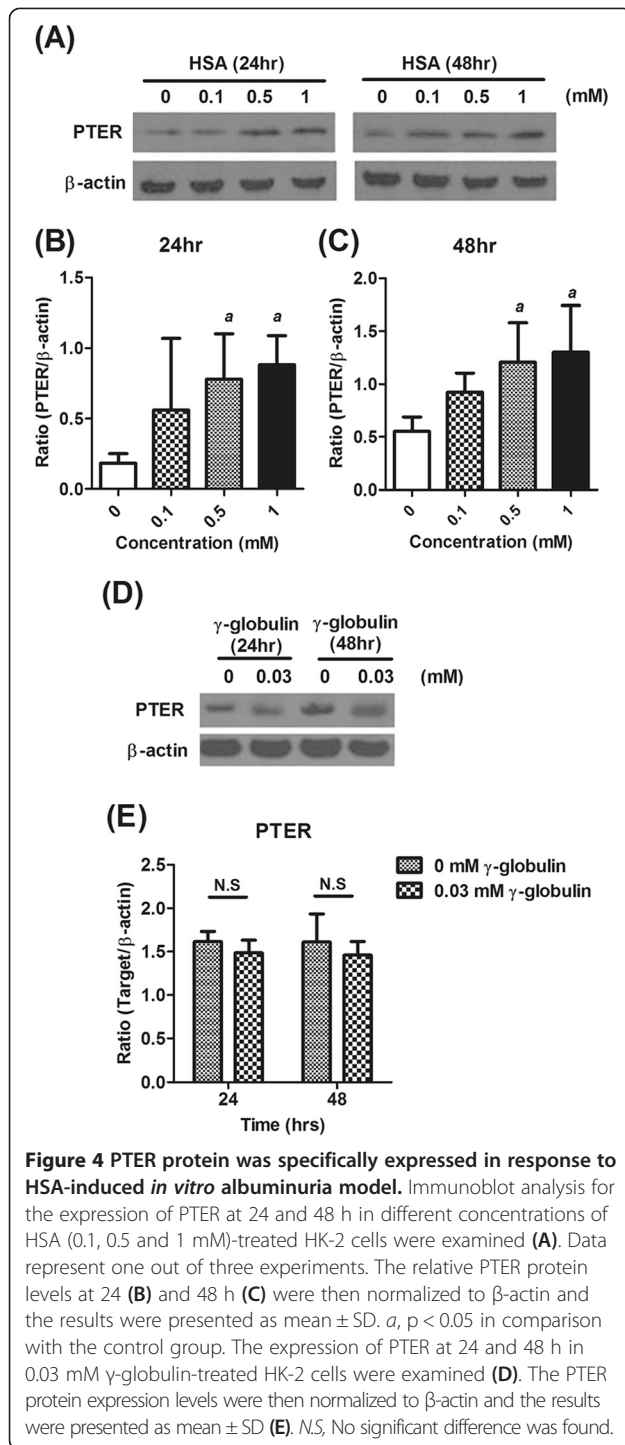 (A)
HSA (24hr) HSA (48hr)
0 0.1 0.5 1 0 0.1 0.5 1 (mM)
PTER
β-actin
(B) 24hr
Ratio (PTER/β-actin)
1.5
1.0
0.5
0.0
a a
0 0.1 0.5 1
Concentration (mM)
(C) 48hr
Ratio (PTER/β-actin)
2.0
1.5
1.0
0.5
0.0
a a
0 0.1 0.5 1
Concentration (mM)
(D)
γ-globulin γ-globulin
(24hr) (48hr)
0 0.03 0 0.03 (mM)
PTER
β-actin
(E) PTER
Ratio (Target/β-actin)
2.5
2.0
1.5
1.0
0.5
0.0
N.S N.S
24 48
Time (hrs)
0 mM γ-globulin
0.03 mM γ-globulin
Figure 4 PTER protein was specifically expressed in response to
HSA-induced in vitro albuminuria model. Immunoblot analysis for
the expression of PTER at 24 and 48 h in different concentrations of
HSA (0.1, 0.5 and 1 mM)-treated HK-2 cells were examined (A). Data
represent one out of three experiments. The relative PTER protein
levels at 24 (B) and 48 h (C) were then normalized to β-actin and
the results were presented as mean ± SD. a, p < 0.05 in comparison
with the control group. The expression of PTER at 24 and 48 h in
0.03 mM γ-globulin-treated HK-2 cells were examined (D). The PTER
protein expression levels were then normalized to β-actin and the results
were presented as mean ± SD (E). N.S, No significant difference was found.